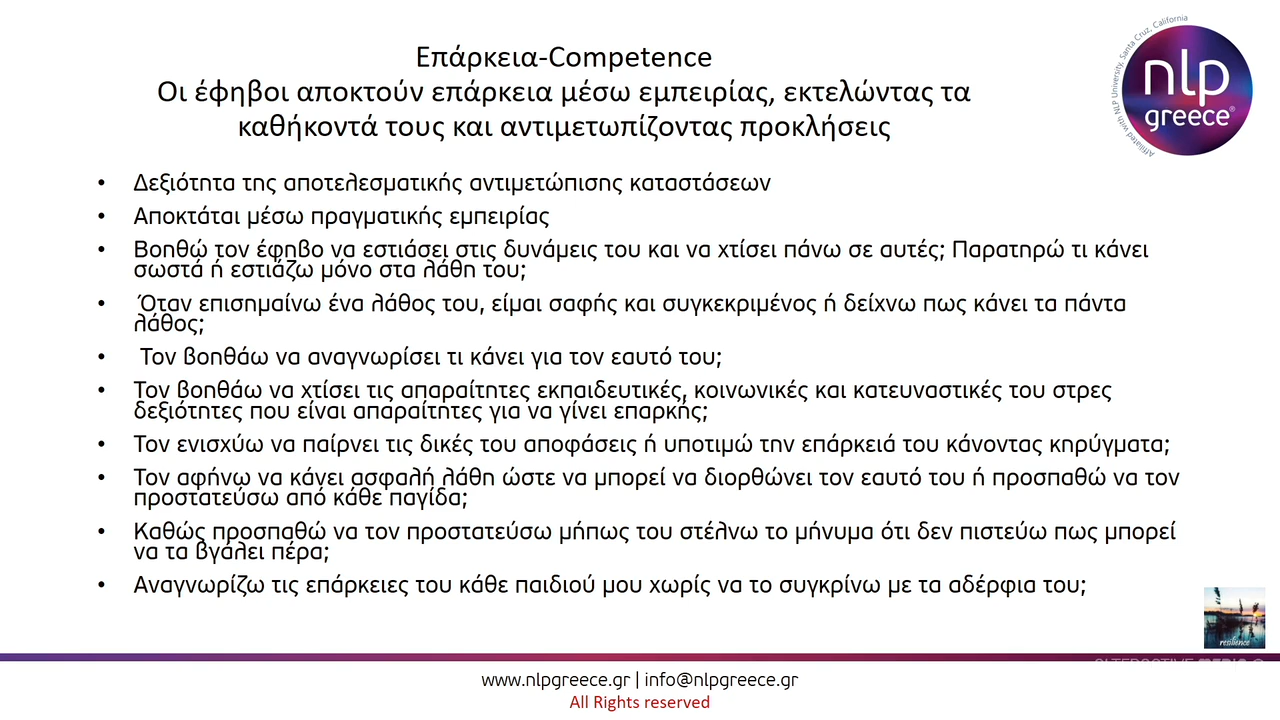 Επάρκεια-Competence
Οι έφηβοι αποκτούν επάρκεια μέσω εμπειρίας, εκτελώντας τα
καθήκοντά τους και αντιμετωπίζοντας προκλήσεις
Affiliated with NLP University, Santa Cruz, California
nlp
greece®
• Δεξιότητα της αποτελεσματικής αντιμετώπισης καταστάσεων
• Αποκτάται μέσω πραγματικής εμπειρίας
• Βοηθώ τον έφηβο να εστιάσει στις δυνάμεις του και να χτίσει πάνω σε αυτές; Παρατηρώ τι κάνει
σωστά ή εστιάζω μόνο στα λάθη του;
• Όταν επισημαίνω ένα λάθος του, είμαι σαφής και συγκεκριμένος ή δείχνω πως κάνει τα πάντα
λάθος;
• Τον βοηθάω να αναγνωρίσει τι κάνει για τον εαυτό του;
• Τον βοηθάω να χτίσει τις απαραίτητες εκπαιδευτικές, κοινωνικές και κατευναστικές του στρες
δεξιότητες που είναι απαραίτητες για να γίνει επαρκής;
• Τον ενισχύω να παίρνει τις δικές του αποφάσεις ή υποτιμώ την επάρκειά του κάνοντας κηρύγματα;
• Τον αφήνω να κάνει ασφαλή λάθη ώστε να μπορεί να διορθώνει τον εαυτό του ή προσπαθώ να τον
προστατεύσω από κάθε παγίδα;
• Καθώς προσπαθώ να τον προστατεύσω μήπως του στέλνω το μήνυμα ότι δεν πιστεύω πως μπορεί
να τα βγάλει πέρα;
• Αναγνωρίζω τις επάρκειες του κάθε παιδιού μου χωρίς να το συγκρίνω με τα αδέρφια του;
resilience
www.nlpgreece.gr | info@nlpgreece.gr
All Rights reserved